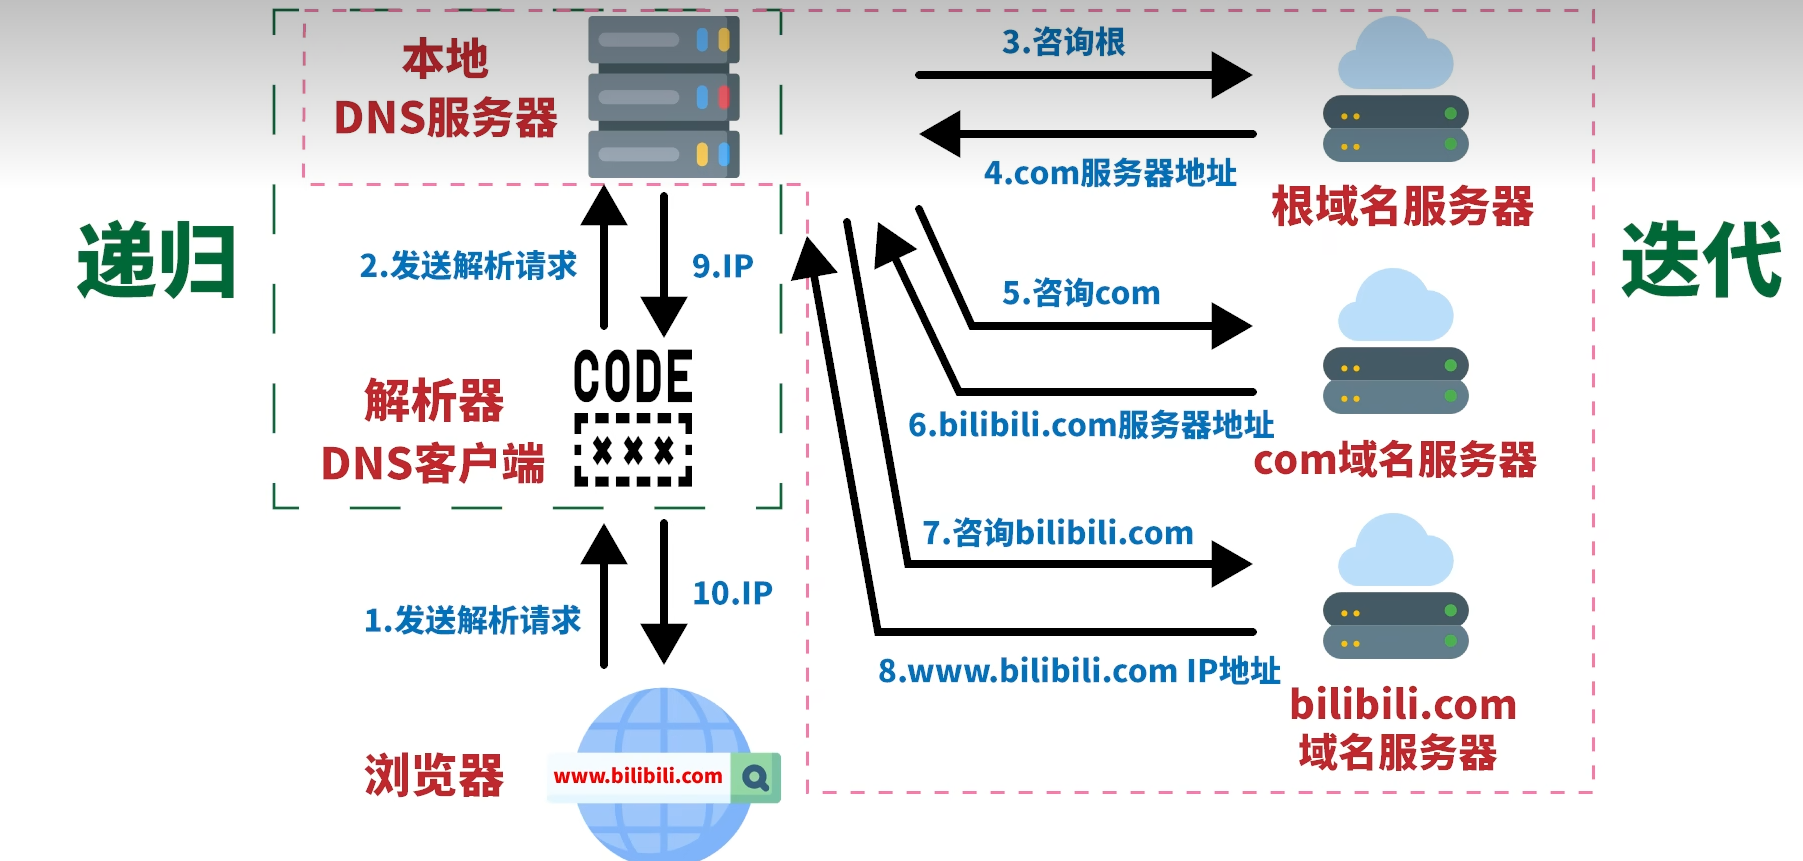 本地
DNS服务器
3.咨询根
4.com服务器地址
根域名服务器
递归
迭代
2.发送解析请求
9.IP
5.咨询com
6.bilibili.com服务器地址
com域名服务器
CODE
解析器
DNS客户端
7.咨询bilibili.com
8.www.bilibili.com IP地址
bilibili.com
域名服务器
1.发送解析请求
10.IP
浏览器
www.bilibili.com